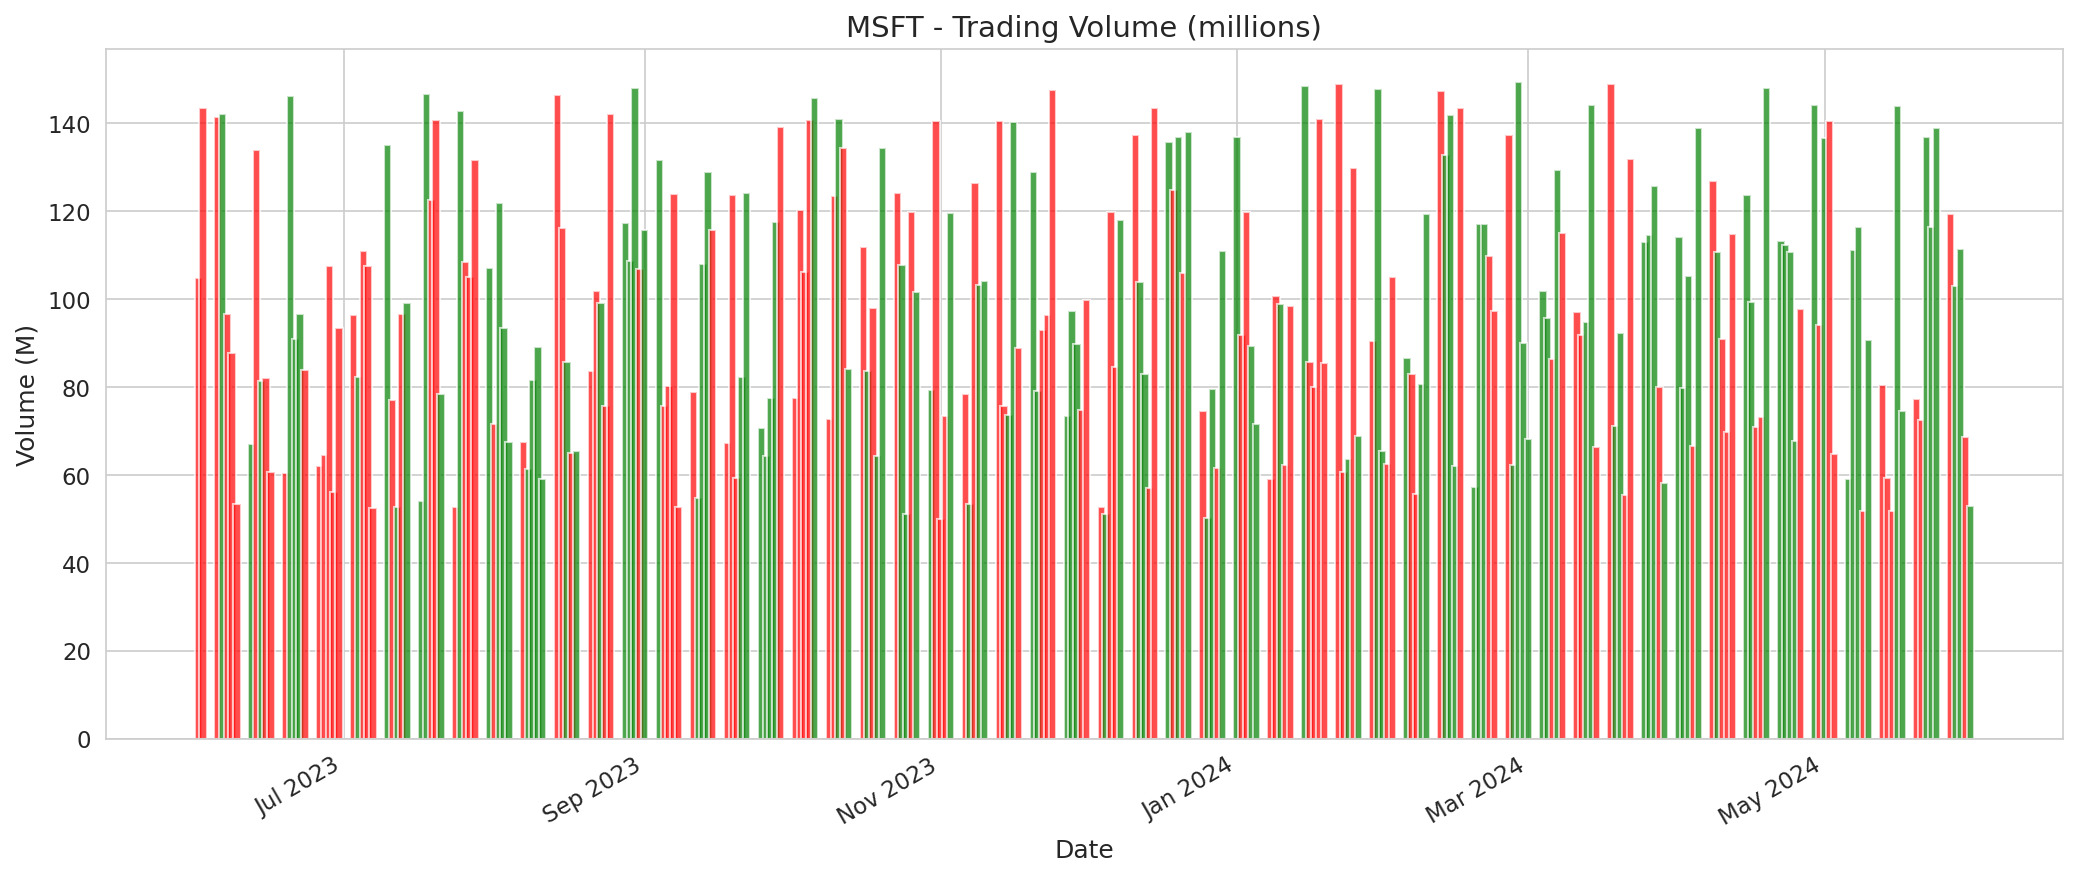 MSFT - Trading Volume (millions)
Volume (M)
140
120
100
80
60
40
20
0
Jul 2023
Sep 2023
Nov 2023
Jan 2024
Mar 2024
May 2024
Date